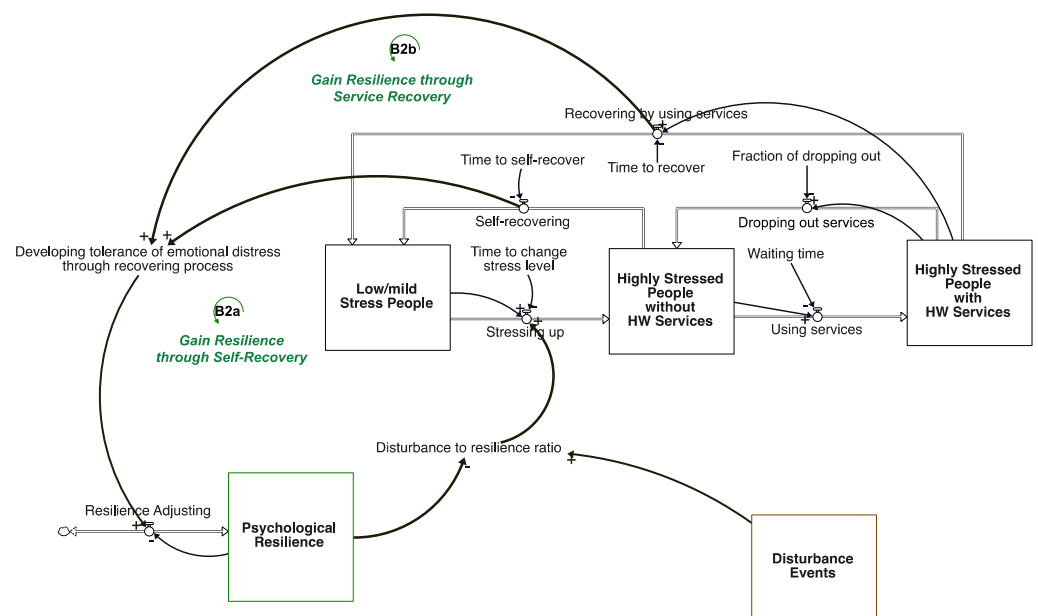 B2b
Gain Resilience through
Service Recovery
Recovering by using services
+
-
Time to self-recover
Time to recover
Fraction of dropping out
-
-
+
Self-recovering
Dropping out services
+
+
Developing tolerance of emotional distress
through recovering process
Time to change
stress level
Waiting time
Low/mild
Stress People
Highly Stressed
People
without
HW Services
Highly Stressed
People
with
HW Services
+
-
+
Stressing up
-
+
Using services
B2a
Gain Resilience
through Self-Recovery
Disturbance to resilience ratio
-
+
Resilience Adjusting
+
-
Psychological
Resilience
Disturbance
Events